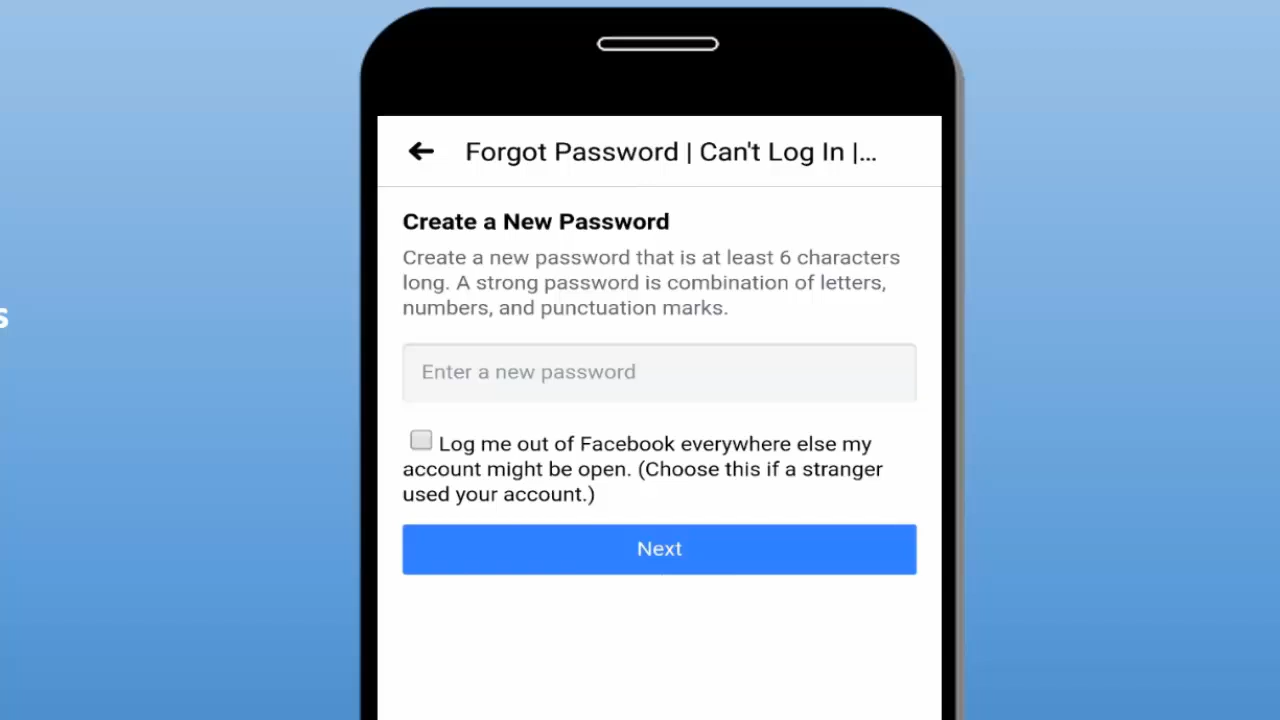 Forgot Password | Can't Log In |...
Create a New Password
Create a new password that is at least 6 characters
long. A strong password is combination of letters,
numbers, and punctuation marks.
s
Enter a new password
Log me out of Facebook everywhere else my
account might be open. (Choose this if a stranger
used your account.)
Next